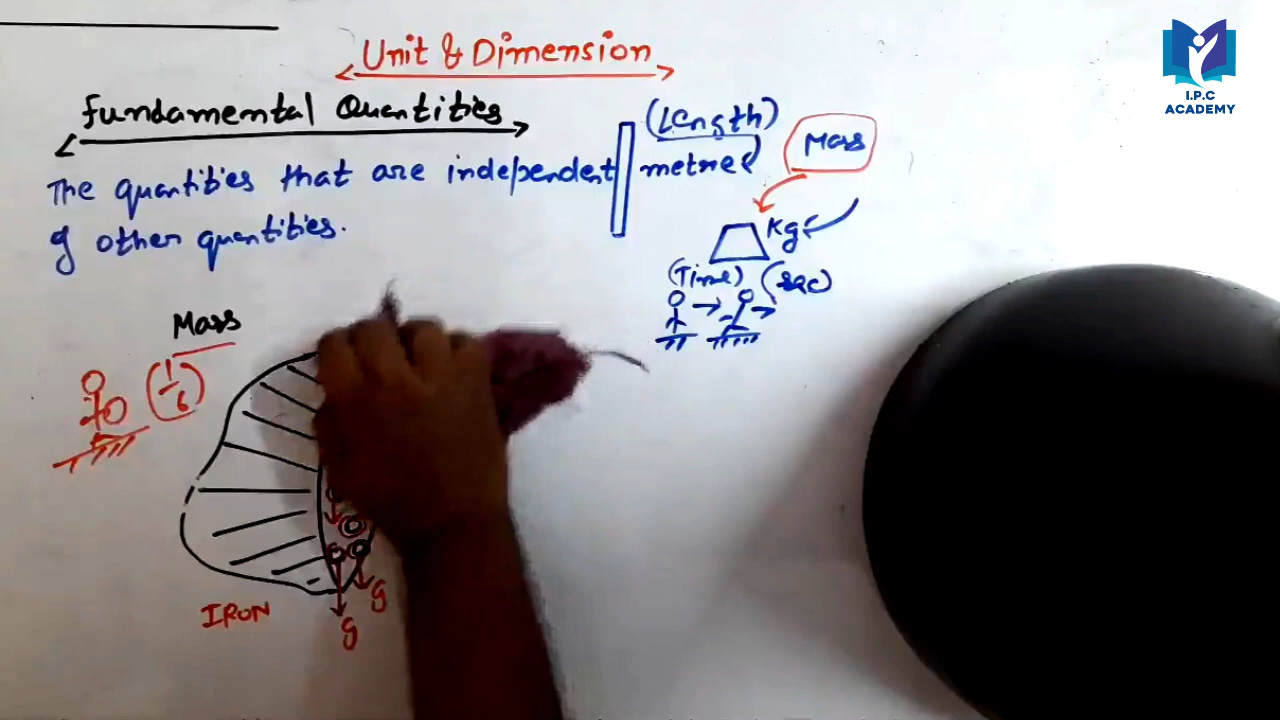 Unit & Dimension
I.P.C
ACADEMY
Fundamental Quantities
(Length)
Mass
The quantities that are independent
metre
of other quantities.
Kg
(Time) (sec)
Mass
(1/6)
IRON
g
g